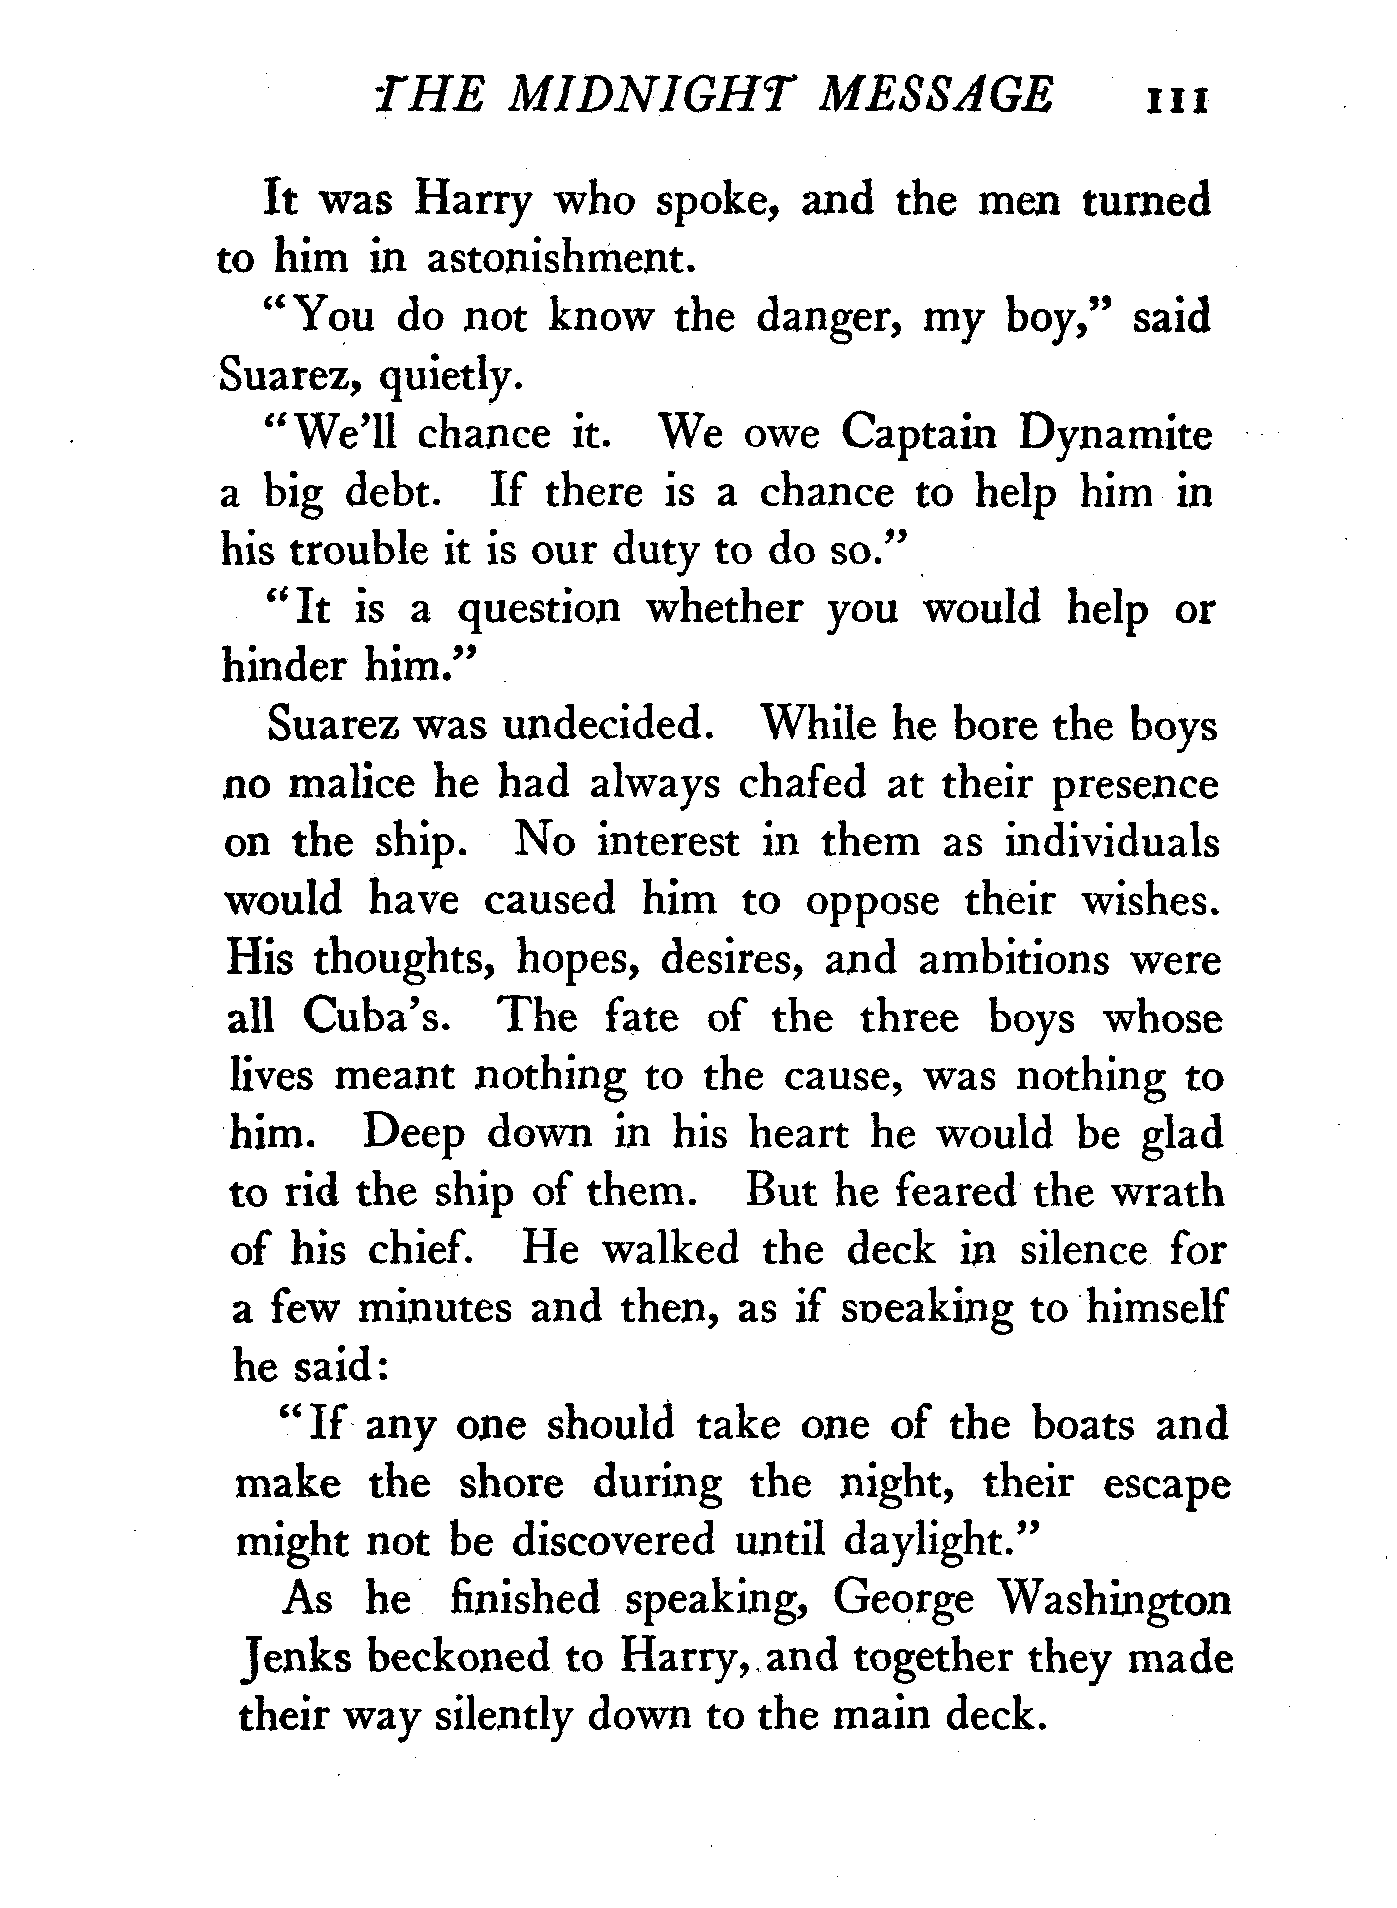 THE MIDNIGHT MESSAGE 111
It was Harry who spoke, and the men turned
to him in astonishment.
“You do not know the danger, my boy,” said
Suarez, quietly.
“We’ll chance it. We owe Captain Dynamite
a big debt. If there is a chance to help him in
his trouble it is our duty to do so.”
“It is a question whether you would help or
hinder him.”
Suarez was undecided. While he bore the boys
no malice he had always chafed at their presence
on the ship. No interest in them as individuals
would have caused him to oppose their wishes.
His thoughts, hopes, desires, and ambitions were
all Cuba’s. The fate of the three boys whose
lives meant nothing to the cause, was nothing to
him. Deep down in his heart he would be glad
to rid the ship of them. But he feared the wrath
of his chief. He walked the deck in silence for
a few minutes and then, as if speaking to himself
he said:
“If any one should take one of the boats and
make the shore during the night, their escape
might not be discovered until daylight.”
As he finished speaking, George Washington
Jenks beckoned to Harry, and together they made
their way silently down to the main deck.